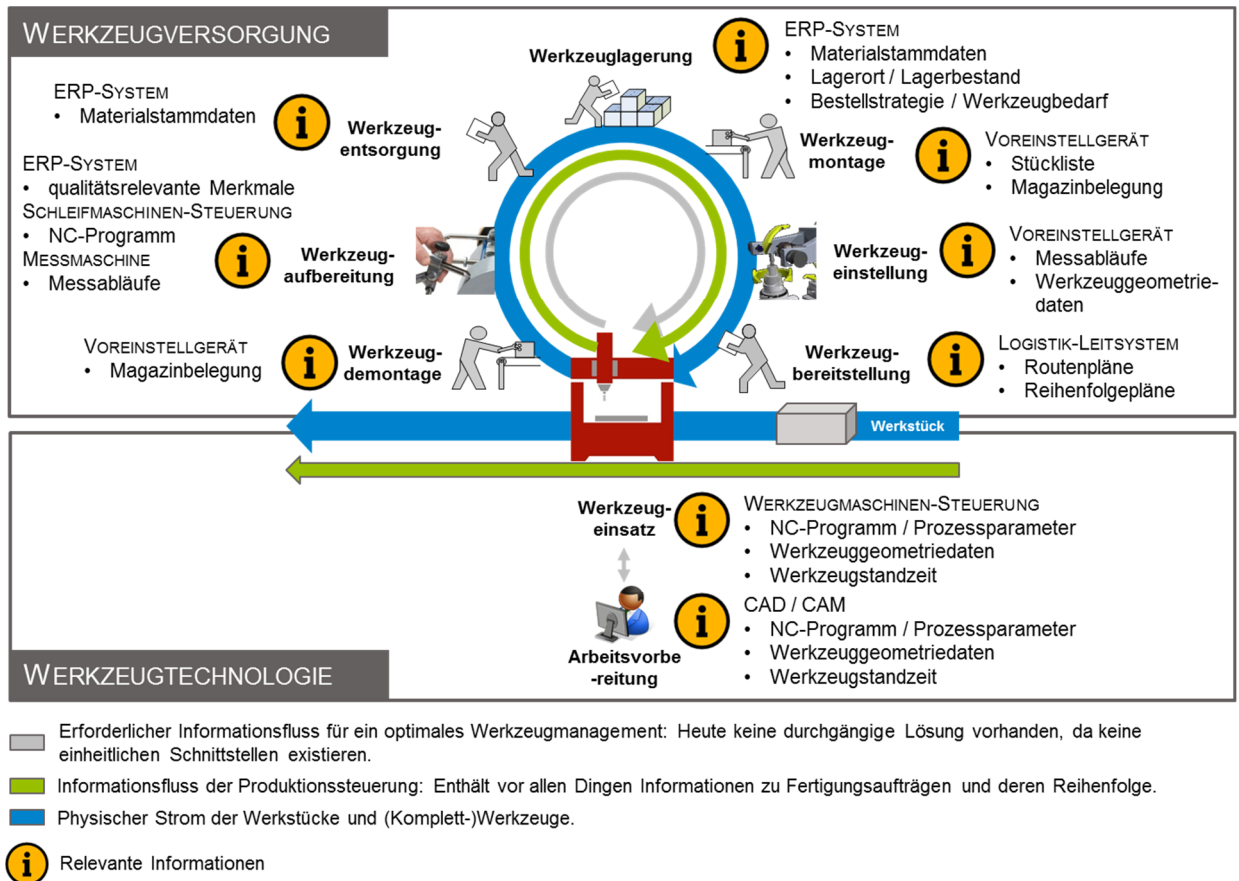 WERKZEUGVERSORGUNG
Werkzeuglagerung
ERP-SYSTEM
• Materialstammdaten
• Lagerort / Lagerbestand
• Bestellstrategie / Werkzeugbedarf
ERP-SYSTEM
• Materialstammdaten
Werkzeug-
entsorgung
Werkzeug-
montage
VOREINSTELLGERÄT
• Stückliste
• Magazinbelegung
ERP-SYSTEM
• qualitätsrelevante Merkmale
SCHLEIFMASCHINEN-STEUERUNG
• NC-Programm
MESSMASCHINE
• Messabläufe
Werkzeug-
aufbereitung
Werkzeug-
einstellung
VOREINSTELLGERÄT
• Messabläufe
• Werkzeuggeometrie-
daten
VOREINSTELLGERÄT
• Magazinbelegung
Werkzeug-
demontage
Werkzeug-
bereitstellung
LOGISTIK-LEITSYSTEM
• Routenpläne
• Reihenfolgepläne
Werkstück
Werkzeug-
einsatz
WERKZEUGMASCHINEN-STEUERUNG
• NC-Programm / Prozessparameter
• Werkzeuggeometriedaten
• Werkzeugstandzeit
Arbeitsvorbe
-reitung
CAD / CAM
• NC-Programm / Prozessparameter
• Werkzeuggeometriedaten
• Werkzeugstandzeit
WERKZEUGTECHNOLOGIE
Erforderlicher Informationsfluss für ein optimales Werkzeugmanagement: Heute keine durchgängige Lösung vorhanden, da keine
einheitlichen Schnittstellen existieren.
Informationsfluss der Produktionssteuerung: Enthält vor allen Dingen Informationen zu Fertigungsaufträgen und deren Reihenfolge.
Physischer Strom der Werkstücke und (Komplett-)Werkzeuge.
i Relevante Informationen